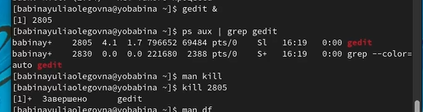 [babinayuliaolegovna@yobabina ~]$ gedit &
[1] 2805
[babinayuliaolegovna@yobabina ~]$ ps aux | grep gedit
babinay+ 2805 4.1 1.7 796652 69484 pts/0 Sl 16:19 0:00 gedit
babinay+ 2830 0.0 0.0 221680 2388 pts/0 S+ 16:19 0:00 grep --color=
auto gedit
[babinayuliaolegovna@yobabina ~]$ man kill
[babinayuliaolegovna@yobabina ~]$ kill 2805
[1]+ Завершено gedit
[babinayuliaolegovna@yobabina ~]$ man df